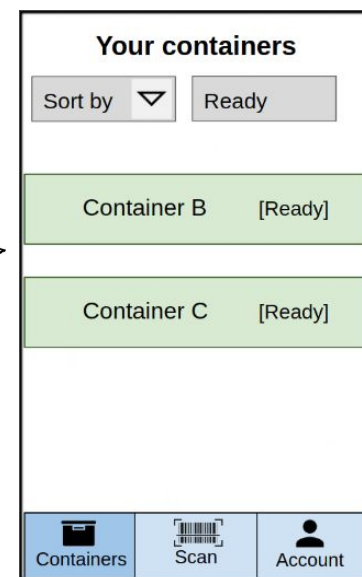 Your containers
Sort by Ready
Container B [Ready]
Container C [Ready]
Containers Scan Account